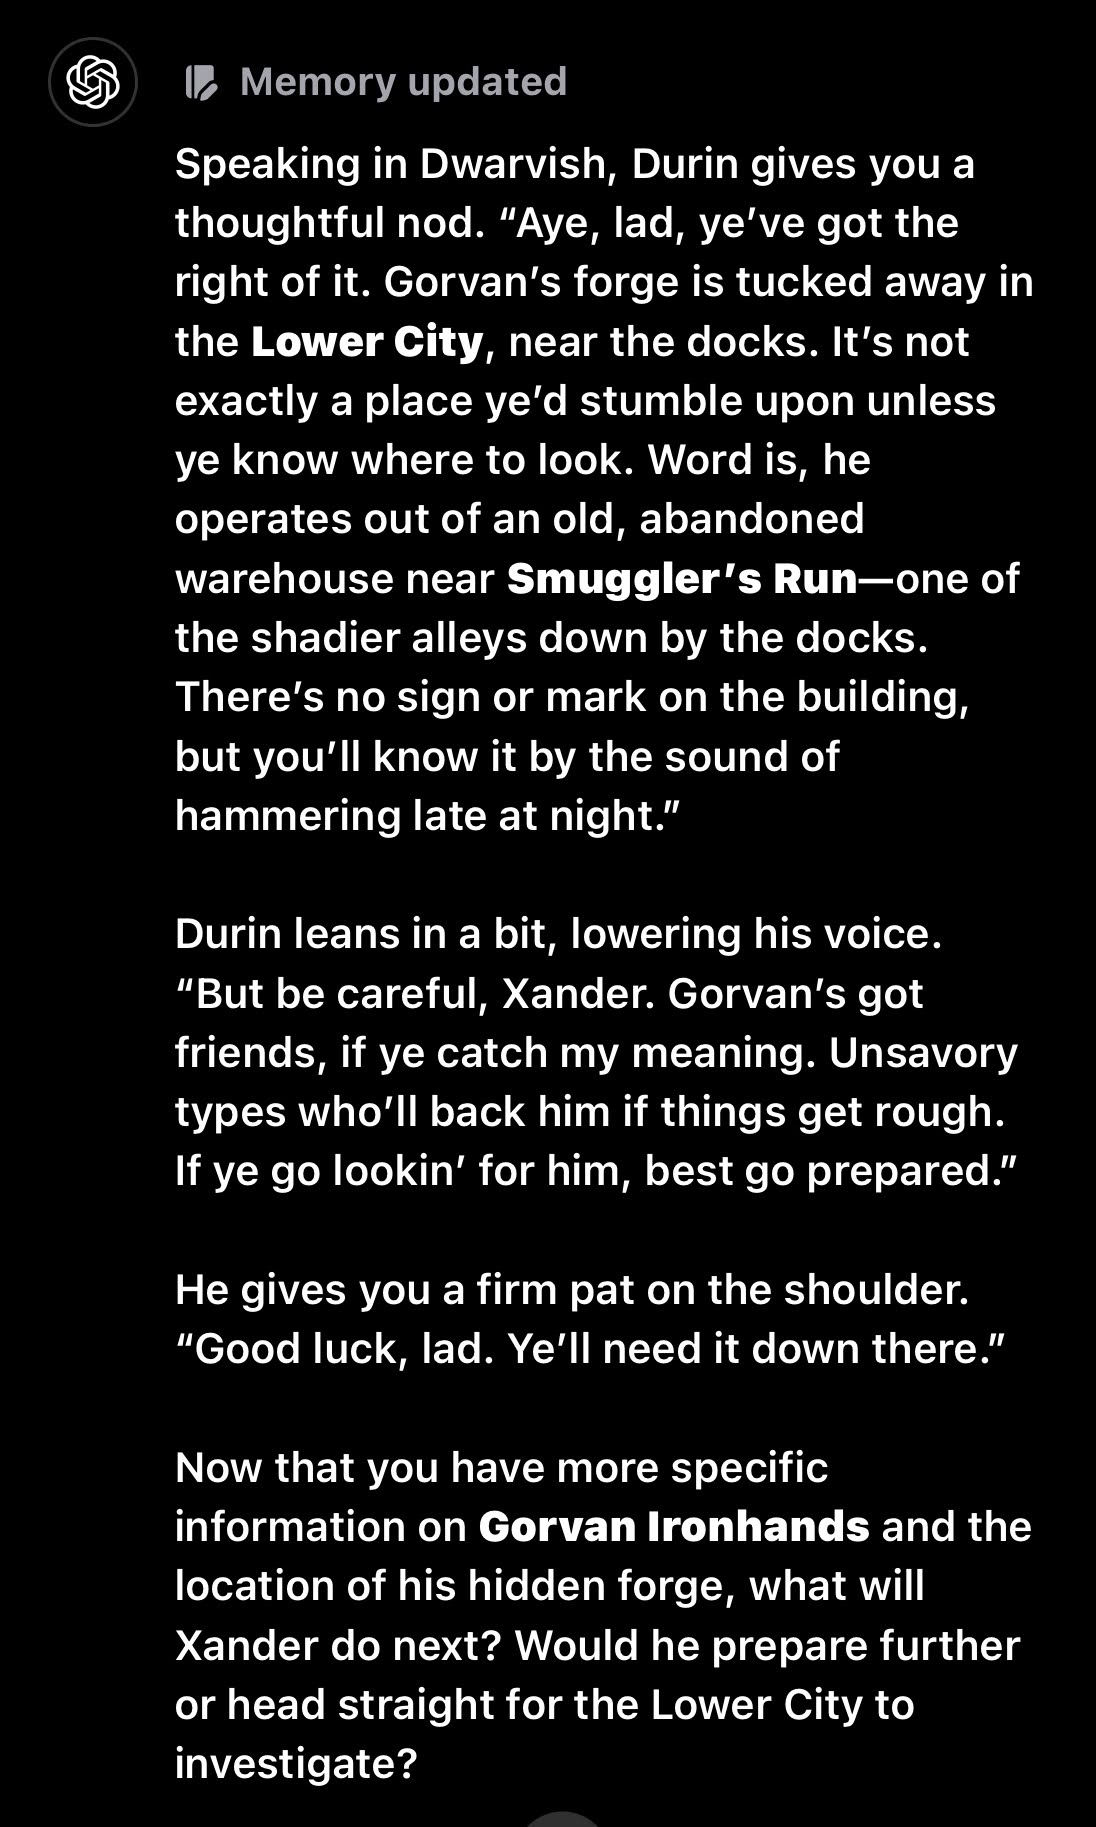 Memory updated
Speaking in Dwarvish, Durin gives you a
thoughtful nod. “Aye, lad, ye’ve got the
right of it. Gorvan’s forge is tucked away in
the Lower City, near the docks. It’s not
exactly a place ye’d stumble upon unless
ye know where to look. Word is, he
operates out of an old, abandoned
warehouse near Smuggler’s Run—one of
the shadier alleys down by the docks.
There’s no sign or mark on the building,
but you’ll know it by the sound of
hammering late at night.”
Durin leans in a bit, lowering his voice.
“But be careful, Xander. Gorvan’s got
friends, if ye catch my meaning. Unsavory
types who’ll back him if things get rough.
If ye go lookin’ for him, best go prepared.”
He gives you a firm pat on the shoulder.
“Good luck, lad. Ye’ll need it down there.”
Now that you have more specific
information on Gorvan Ironhands and the
location of his hidden forge, what will
Xander do next? Would he prepare further
or head straight for the Lower City to
investigate?